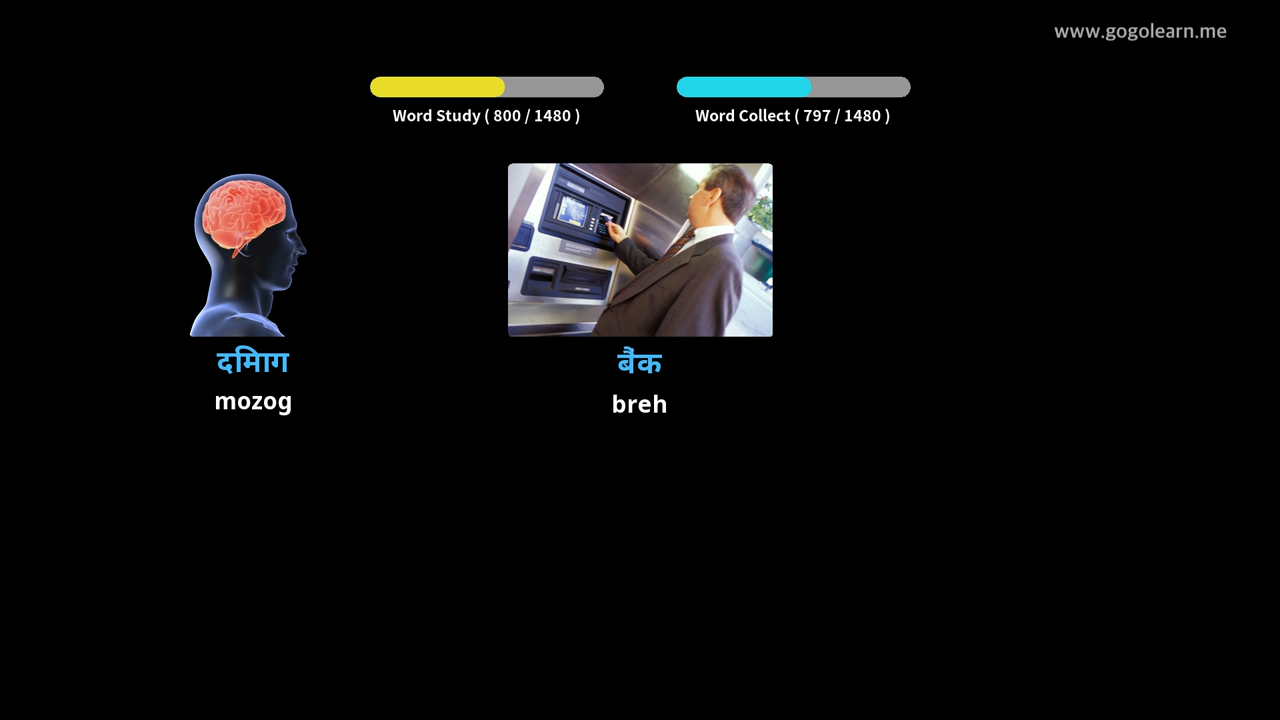 www.gogolearn.me
Word Study ( 800 / 1480 )
Word Collect ( 797 / 1480 )
दिमाग
बैंक
mozog
breh